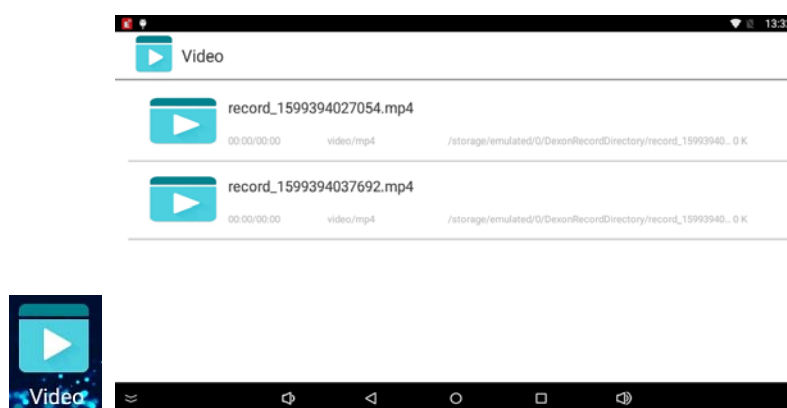 13:33
Video
record_1599394027054.mp4
00:00/00:00 video/mp4 /storage/emulated/0/DexonRecordDirectory/record_15993940... 0 K
record_1599394037692.mp4
00:00/00:00 video/mp4 /storage/emulated/0/DexonRecordDirectory/record_15993940... 0 K
Video